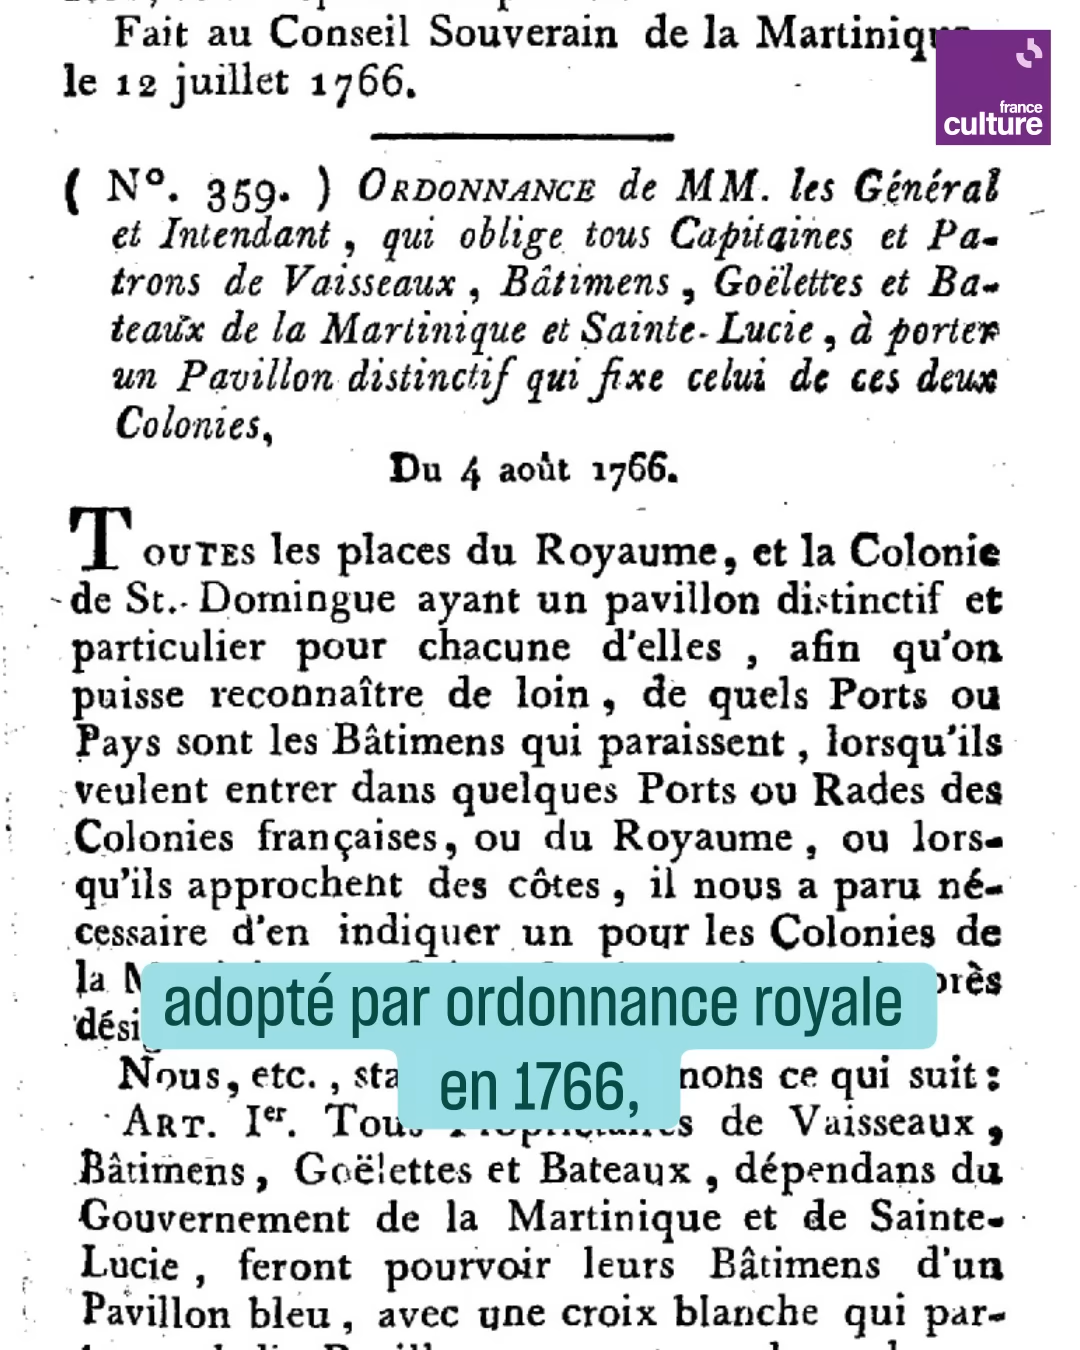 Fait au Conseil Souverain de la Martinique
le 12 juillet 1766.
france
culture
( N°. 359. ) ORDONNANCE de MM. les Général
et Intendant , qui oblige tous Capitaines et Pa-
trons de Vaisseaux , Bâtimens , Goëlettes et Ba-
teaux de la Martinique et Sainte-Lucie , à porter
un Pavillon distinctif qui fixe celui de ces deux
Colonies,
Du 4 août 1766.
TOUTES les places du Royaume, et la Colonie
de St.- Domingue ayant un pavillon distinctif et
particulier pour chacune d'elles , afin qu'on
puisse reconnaître de loin , de quels Ports ou
Pays sont les Bâtimens qui paraissent , lorsqu'ils
veulent entrer dans quelques Ports ou Rades des
Colonies françaises, ou du Royaume , ou lors-
qu'ils approchent des côtes , il nous a paru né-
cessaire d'en indiquer un pour les Colonies de
la
adopté par ordonnance royale
en 1766,
Nous, etc. , ce qui suit :
ART. Ier. Tous Propriétaires de Vaisseaux ,
Bâtimens , Goëlettes et Bateaux , dépendans du
Gouvernement de la Martinique et de Sainte-
Lucie , feront pourvoir leurs Bâtimens d'un
Pavillon bleu , avec une croix blanche qui par-